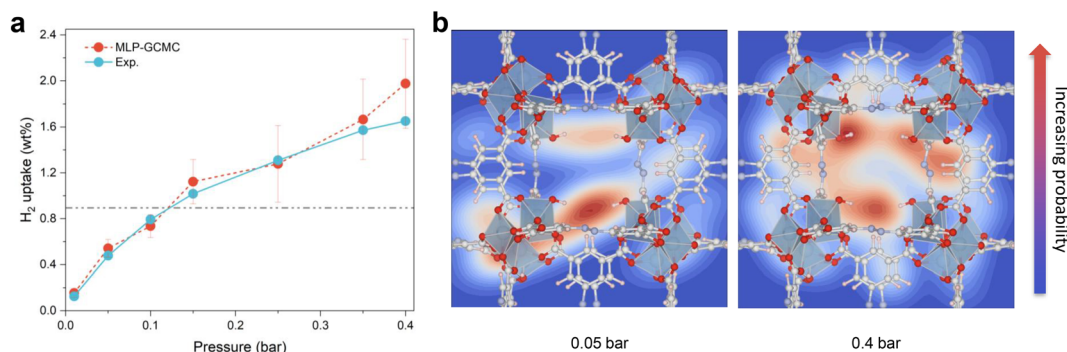 a
MLP-GCMC
Exp.
H2 uptake (wt%)
2.4
2.0
1.6
1.2
0.8
0.4
0.0
0.0
0.1
0.2
0.3
0.4
Pressure (bar)
b
0.05 bar
0.4 bar
Increasing probability